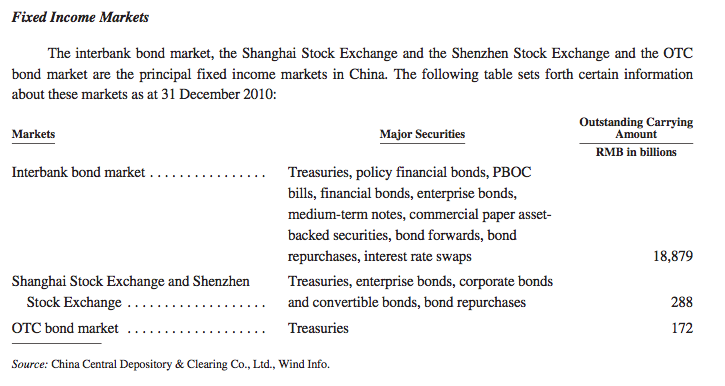 Fixed Income Markets
The interbank bond market, the Shanghai Stock Exchange and the Shenzhen Stock Exchange and the OTC
bond market are the principal fixed income markets in China. The following table sets forth certain information
about these markets as at 31 December 2010:
Outstanding Carrying
Markets Major Securities Amount
RMB in billions
Interbank bond market . . . . . . . . . . . . . . . . Treasuries, policy financial bonds, PBOC
bills, financial bonds, enterprise bonds,
medium-term notes, commercial paper asset-
backed securities, bond forwards, bond
repurchases, interest rate swaps 18,879
Shanghai Stock Exchange and Shenzhen Treasuries, enterprise bonds, corporate bonds
Stock Exchange . . . . . . . . . . . . . . . . . . . and convertible bonds, bond repurchases 288
OTC bond market . . . . . . . . . . . . . . . . . . . Treasuries 172
Source: China Central Depository & Clearing Co., Ltd., Wind Info.